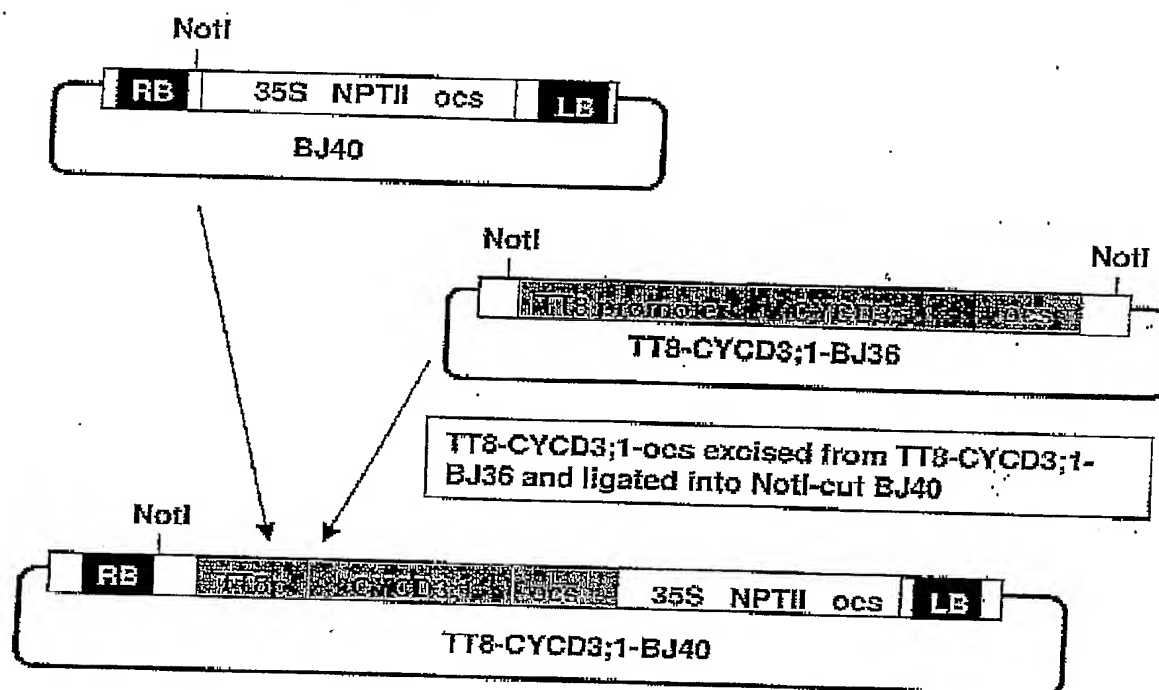 NotI
RB 35S NPTII ocs LB
BJ40
NotI
NotI
TT8 promoter ocs
TT8-CYCD3;1-BJ36
TT8-CYCD3;1-ocs excised from TT8-CYCD3;1-
BJ36 and ligated into NotI-cut BJ40
NotI
RB ocs 35S NPTII ocs LB
TT8-CYCD3;1-BJ40